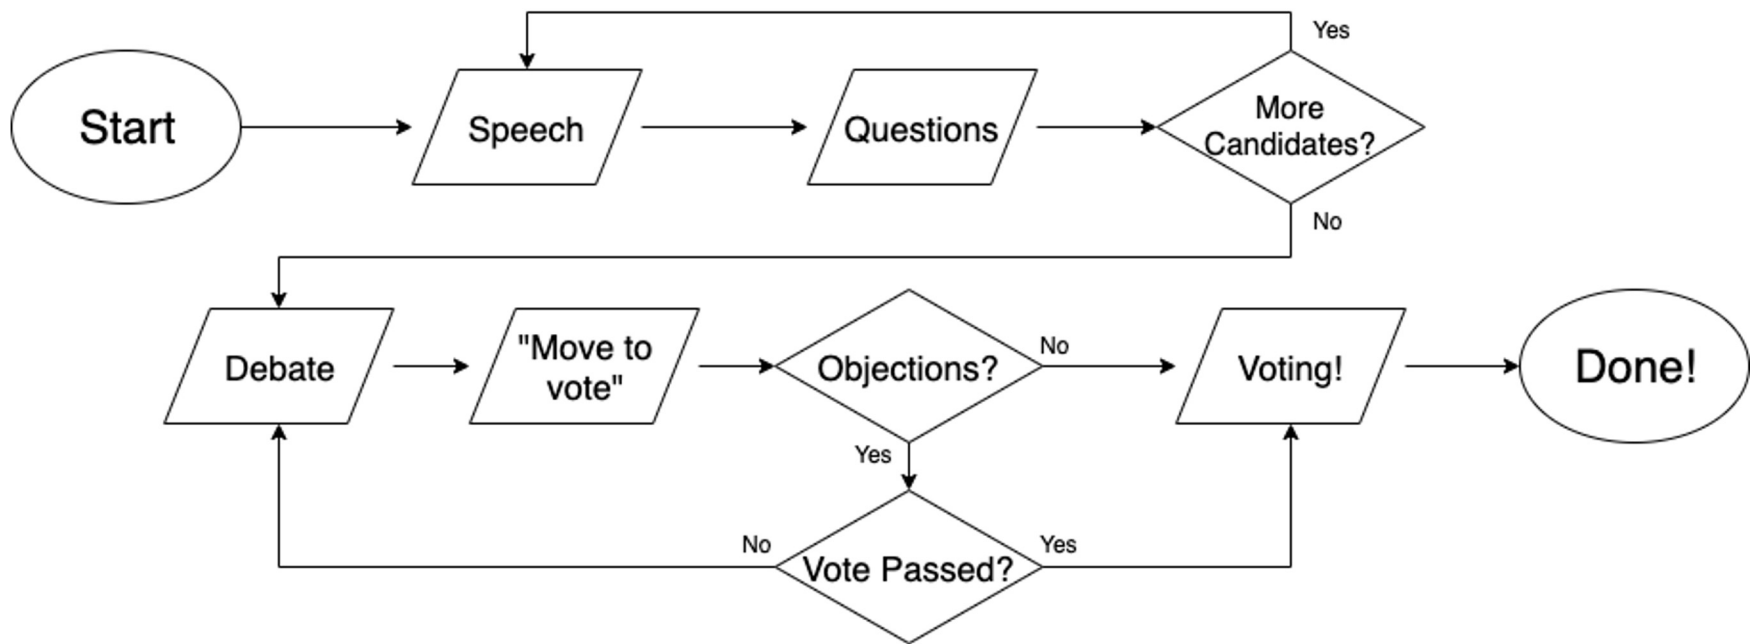 Yes
Start
Speech
Questions
More
Candidates?
No
Debate
"Move to
vote"
Objections?
No
Voting!
Done!
Yes
No
Vote Passed?
Yes